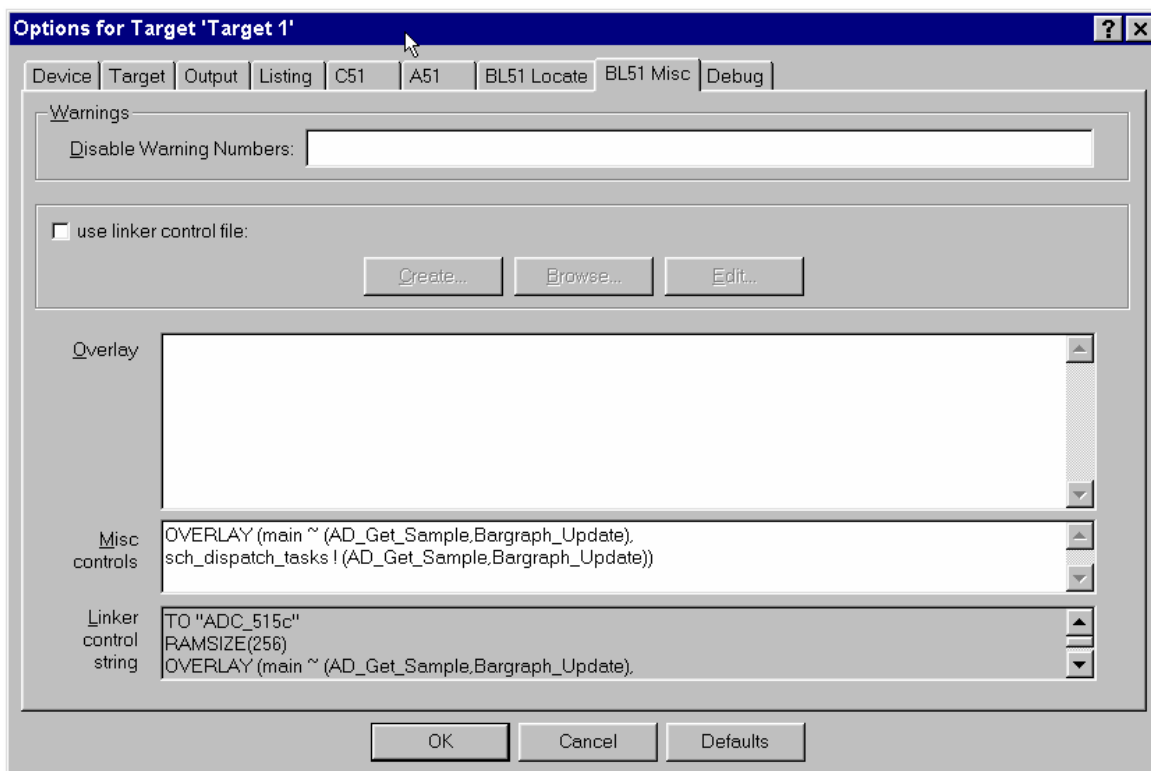 Options for Target 'Target 1'
Device Target Output Listing C51 A51 BL51 Locate BL51 Misc Debug
Warnings
Disable Warning Numbers:
use linker control file:
Create... Browse... Edit...
Overlay
Misc controls
OVERLAY (main ~ (AD_Get_Sample,Bargraph_Update),
sch_dispatch_tasks ! (AD_Get_Sample,Bargraph_Update))
Linker control string
TO "ADC_515c"
RAMSIZE(256)
OVERLAY (main ~ (AD_Get_Sample,Bargraph_Update),
OK Cancel Defaults